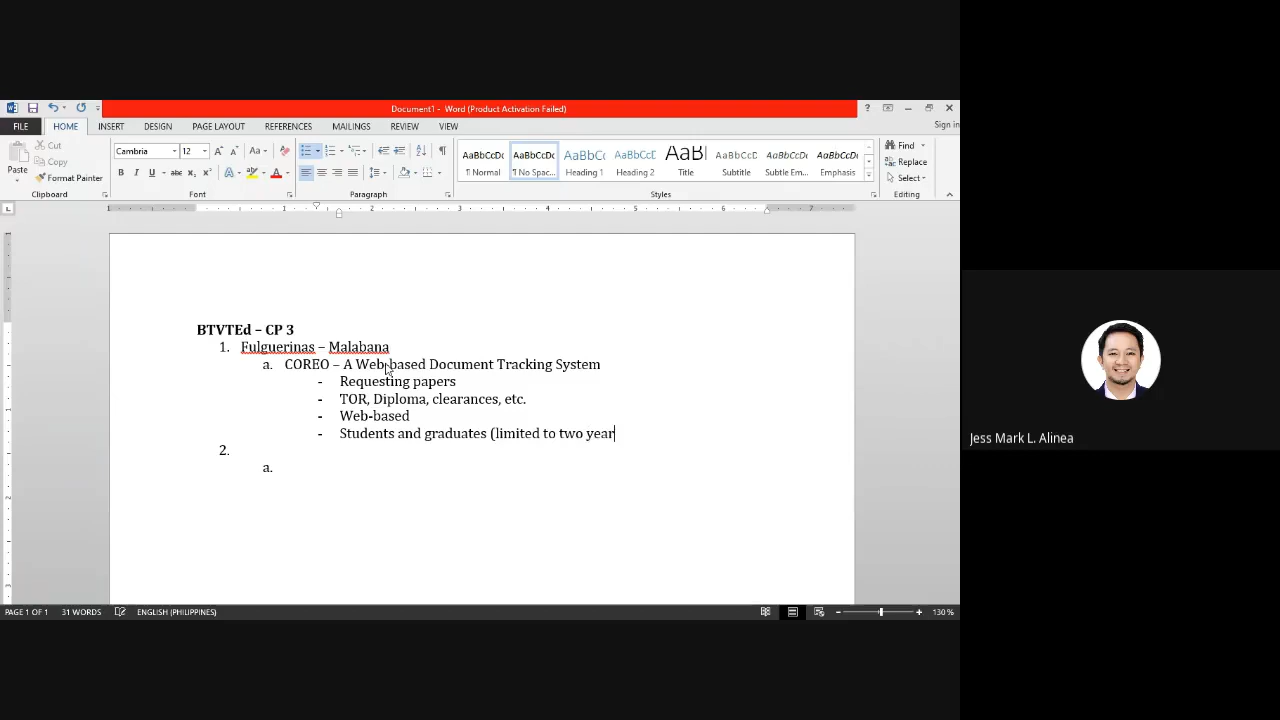 Document1 - Word (Product Activation Failed)
Sign in
FILE HOME INSERT DESIGN PAGE LAYOUT REFERENCES MAILINGS REVIEW VIEW
Paste
Cut
Copy
Format Painter
Clipboard
Cambria 12
Font
Paragraph
AaBbCcDc ¶ Normal
AaBbCcDc ¶ No Spac...
AaBbCc Heading 1
AaBbCcE Heading 2
AaB Title
AaBbCcD Subtitle
AaBbCcDc Subtle Em...
AaBbCcDc Emphasis
Styles
Find
Replace
Select
Editing
BTVTEd – CP 3
1. Fulguerinas – Malabana
a. COREO – A Web-based Document Tracking System
- Requesting papers
- TOR, Diploma, clearances, etc.
- Web-based
- Students and graduates (limited to two year
2.
a.
PAGE 1 OF 1 31 WORDS ENGLISH (PHILIPPINES) 130 %
Jess Mark L. Alinea